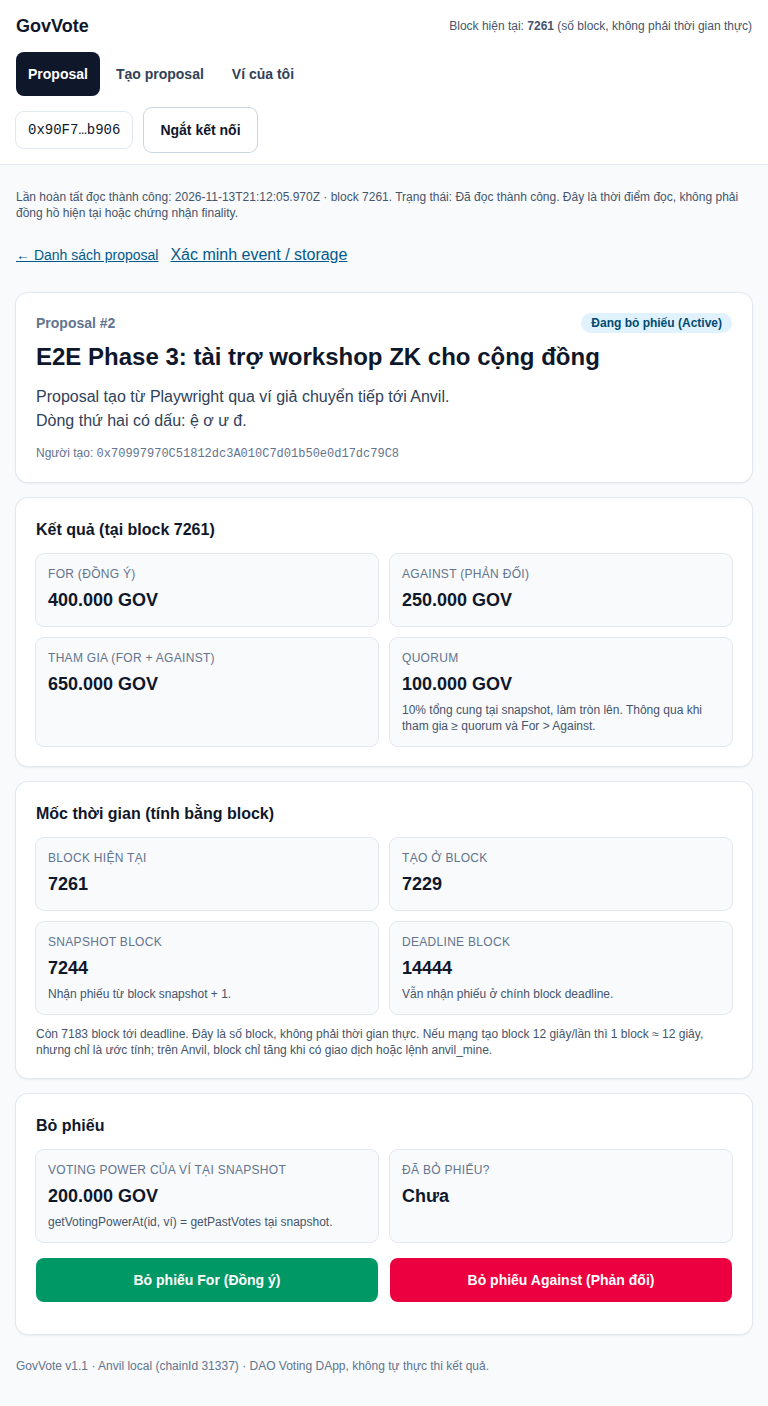 GovVote
Block hiện tại: 7261 (số block, không phải thời gian thực)
Proposal
Tạo proposal
Ví của tôi
0x90F7…b906
Ngắt kết nối
Lần hoàn tất đọc thành công: 2026-11-13T21:12:05.970Z · block 7261. Trạng thái: Đã đọc thành công. Đây là thời điểm đọc, không phải
đồng hồ hiện tại hoặc chứng nhận finality.
← Danh sách proposal Xác minh event / storage
Proposal #2
Đang bỏ phiếu (Active)
E2E Phase 3: tài trợ workshop ZK cho cộng đồng
Proposal tạo từ Playwright qua ví giả chuyển tiếp tới Anvil.
Dòng thứ hai có dấu: ệ ơ ư đ.
Người tạo: 0x70997970C51812dc3A010C7d01b50e0d17dc79C8
Kết quả (tại block 7261)
FOR (ĐỒNG Ý)
400.000 GOV
AGAINST (PHẢN ĐỐI)
250.000 GOV
THAM GIA (FOR + AGAINST)
650.000 GOV
QUORUM
100.000 GOV
10% tổng cung tại snapshot, làm tròn lên. Thông qua khi
tham gia ≥ quorum và For > Against.
Mốc thời gian (tính bằng block)
BLOCK HIỆN TẠI
7261
TẠO Ở BLOCK
7229
SNAPSHOT BLOCK
7244
Nhận phiếu từ block snapshot + 1.
DEADLINE BLOCK
14444
Vẫn nhận phiếu ở chính block deadline.
Còn 7183 block tới deadline. Đây là số block, không phải thời gian thực. Nếu mạng tạo block 12 giây/lần thì 1 block ≈ 12 giây,
nhưng chỉ là ước tính; trên Anvil, block chỉ tăng khi có giao dịch hoặc lệnh anvil_mine.
Bỏ phiếu
VOTING POWER CỦA VÍ TẠI SNAPSHOT
200.000 GOV
getVotingPowerAt(id, ví) = getPastVotes tại snapshot.
ĐÃ BỎ PHIẾU?
Chưa
Bỏ phiếu For (Đồng ý)
Bỏ phiếu Against (Phản đối)
GovVote v1.1 · Anvil local (chainId 31337) · DAO Voting DApp, không tự thực thi kết quả.